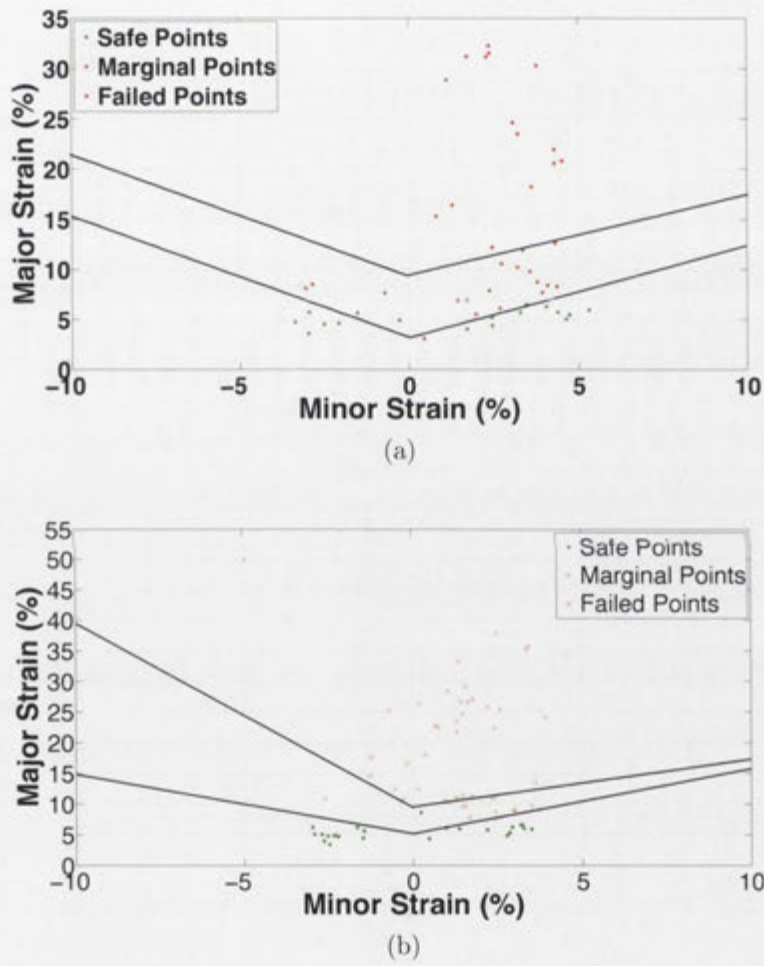 35
30
25
20
15
10
5
0
Major Strain (%)
Safe Points
Marginal Points
Failed Points
−10
−5
0
5
10
Minor Strain (%)
(a)
55
50
45
40
35
30
25
20
15
10
5
0
Major Strain (%)
Safe Points
Marginal Points
Failed Points
−10
−5
0
5
10
Minor Strain (%)
(b)